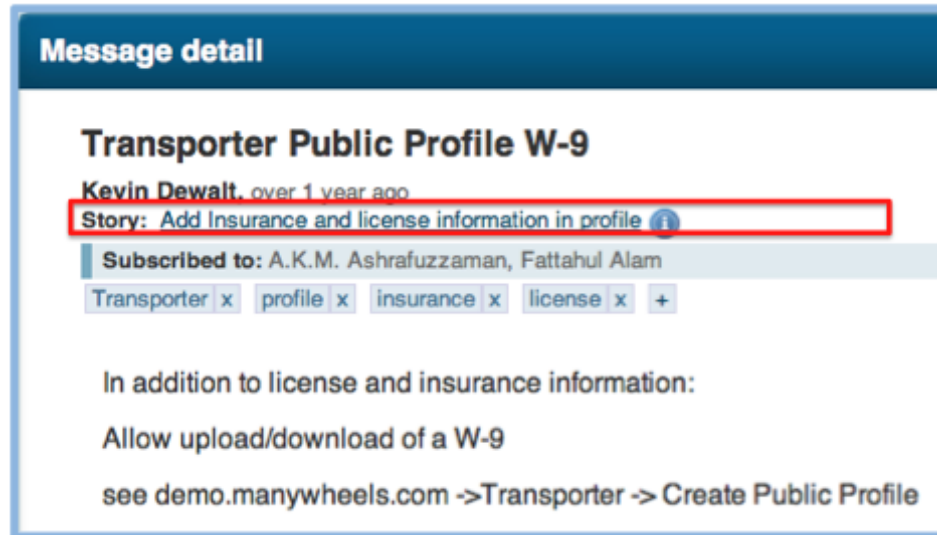 Message detail
Transporter Public Profile W-9
Kevin Dewalt, over 1 year ago
Story: Add Insurance and license information in profile i
Subscribed to: A.K.M. Ashrafuzzaman, Fattahul Alam
Transporter x profile x insurance x license x +
In addition to license and insurance information:
Allow upload/download of a W-9
see demo.manywheels.com ->Transporter -> Create Public Profile